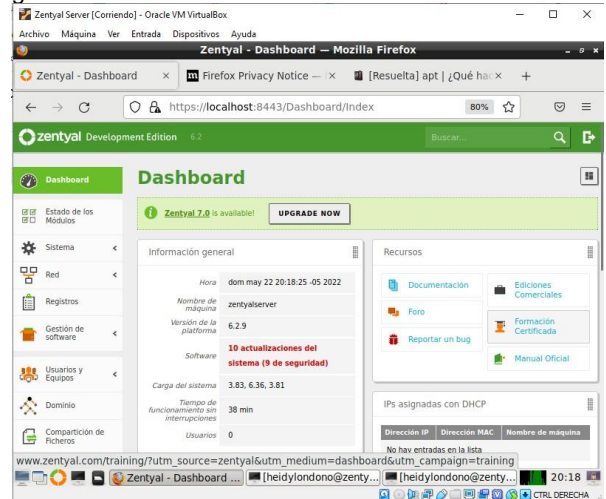 Zentyal Server [Corriendo] - Oracle VM VirtualBox
Archivo Máquina Ver Entrada Dispositivos Ayuda
Zentyal - Dashboard — Mozilla Firefox
Zentyal - Dashboard
Firefox Privacy Notice —
[Resuelta] apt | ¿Qué hac
https://localhost:8443/Dashboard/Index
80%
zentyal Development Edition 6.2
Buscar...
Dashboard
Estado de los
Módulos
Sistema
Red
Registros
Gestión de
software
Usuarios y
Equipos
Dominio
Compartición de
Ficheros
Dashboard
Zentyal 7.0 is available! UPGRADE NOW
Información general
Hora dom may 22 20:18:25 -05 2022
Nombre de
máquina zentyalserver
Versión de la
plataforma 6.2.9
Software 10 actualizaciones del
sistema (9 de seguridad)
Carga del sistema 3.83, 6.36, 3.81
Tiempo de
funcionamiento sin
interrupciones 38 min
Usuarios 0
Recursos
Documentación
Foro
Reportar un bug
Ediciones
Comerciales
Formación
Certificada
Manual Oficial
IPs asignadas con DHCP
Dirección IP Dirección MAC Nombre de máquina
No hay entradas en la lista
www.zentyal.com/training/?utm_source=zentyal&utm_medium=dashboard&utm_campaign=training
Zentyal - Dashboard ... [heidylondono@zenty... [heidylondono@zenty... 20:18
CTRL DERECHA